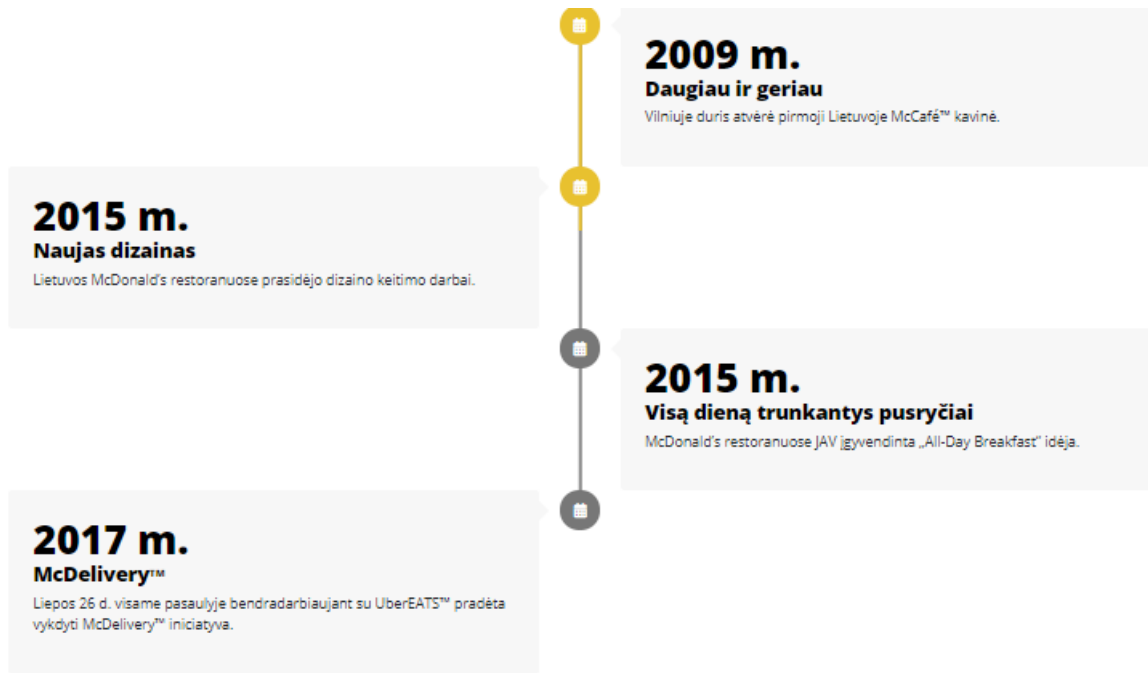 2009 m.
Daugiau ir geriau
Vilniuje duris atvėrė pirmoji Lietuvoje McCafé™ kavinė.
2015 m.
Naujas dizainas
Lietuvos McDonald’s restoranuose prasidėjo dizaino keitimo darbai.
2015 m.
Visą dieną trunkantys pusryčiai
McDonald’s restoranuose JAV įgyvendinta „All-Day Breakfast“ idėja.
2017 m.
McDelivery™
Liepos 26 d. visame pasaulyje bendradarbiaujant su UberEATS™ pradėta
vykdyti McDelivery™ iniciatyva.